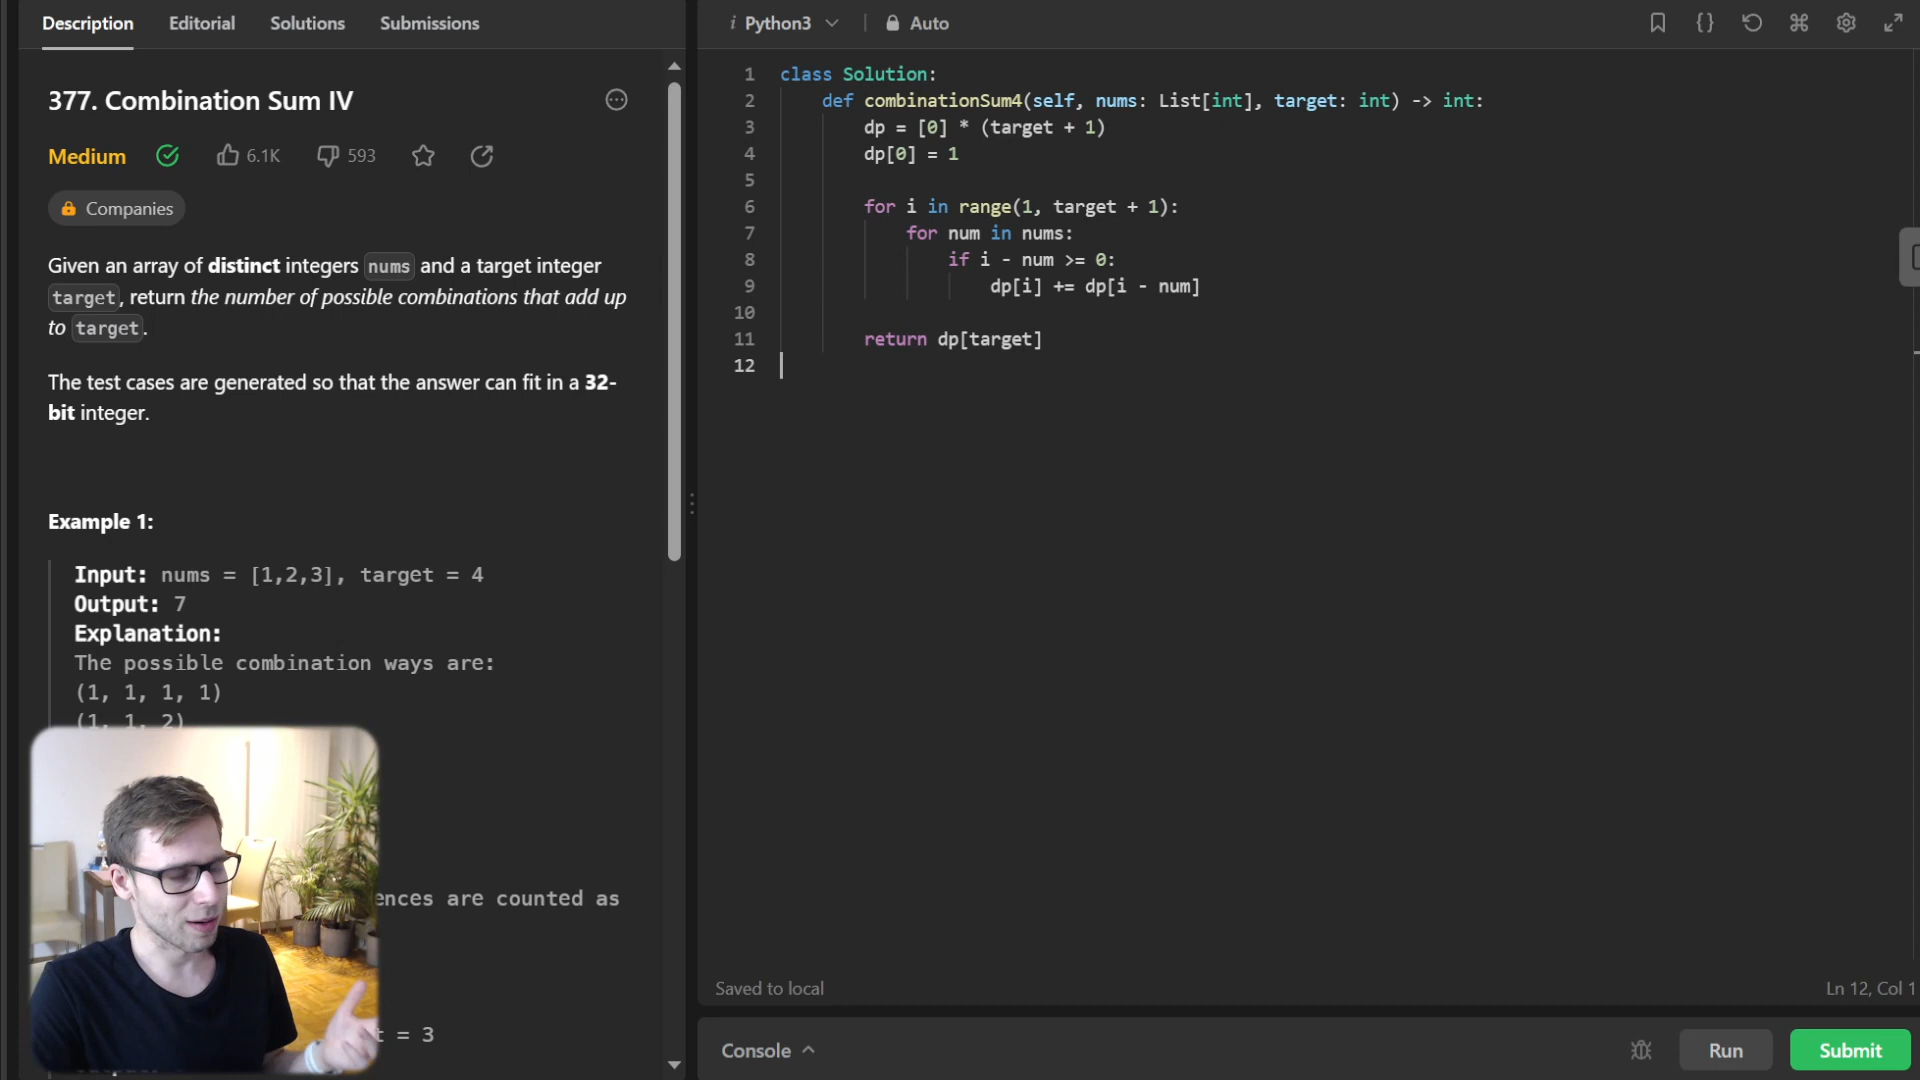 Description Editorial Solutions Submissions
377. Combination Sum IV
Medium 6.1K 593
Companies
Given an array of distinct integers nums and a target integer
target, return the number of possible combinations that add up
to target.
The test cases are generated so that the answer can fit in a 32-
bit integer.
Example 1:
Input: nums = [1,2,3], target = 4
Output: 7
Explanation:
The possible combination ways are:
(1, 1, 1, 1)
(1, 1, 2)
ences are counted as
t = 3
i Python3 Auto
1 class Solution:
2 def combinationSum4(self, nums: List[int], target: int) -> int:
3 dp = [0] * (target + 1)
4 dp[0] = 1
5
6 for i in range(1, target + 1):
7 for num in nums:
8 if i - num >= 0:
9 dp[i] += dp[i - num]
10
11 return dp[target]
12
Saved to local Ln 12, Col 1
Console Run Submit